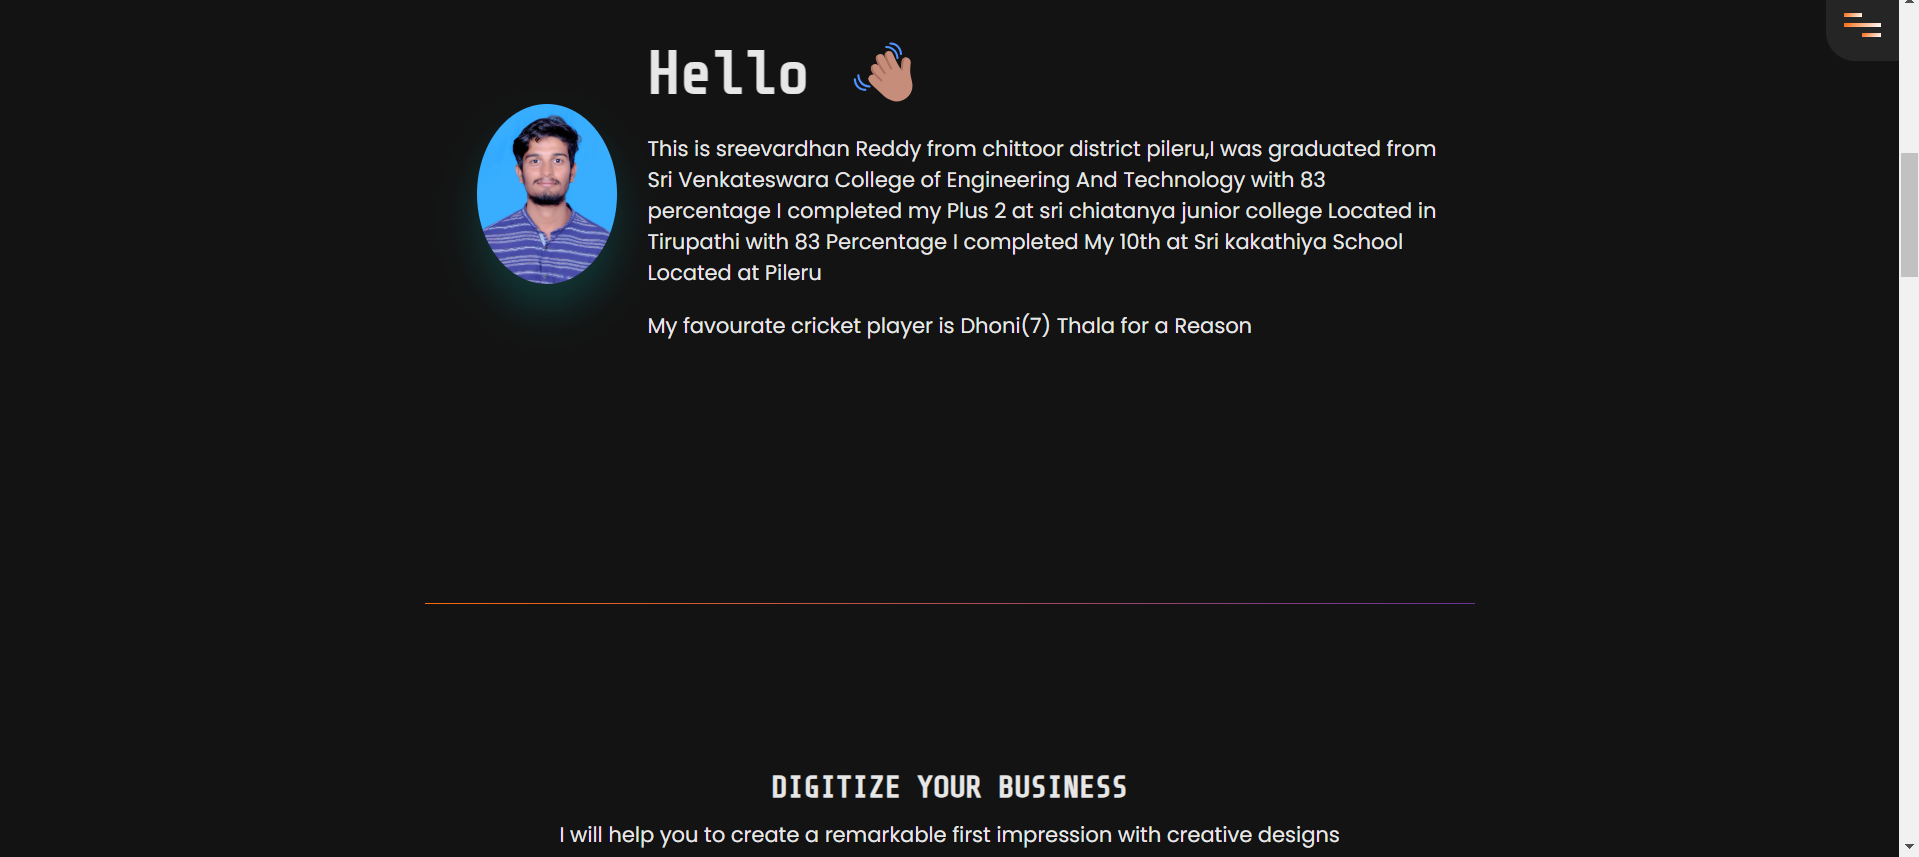 Hello
This is sreevardhan Reddy from chittoor district pileru,I was graduated from
Sri Venkateswara College of Engineering And Technology with 83
percentage I completed my Plus 2 at sri chiatanya junior college Located in
Tirupathi with 83 Percentage I completed My 10th at Sri kakathiya School
Located at Pileru
My favourate cricket player is Dhoni(7) Thala for a Reason
DIGITIZE YOUR BUSINESS
I will help you to create a remarkable first impression with creative designs